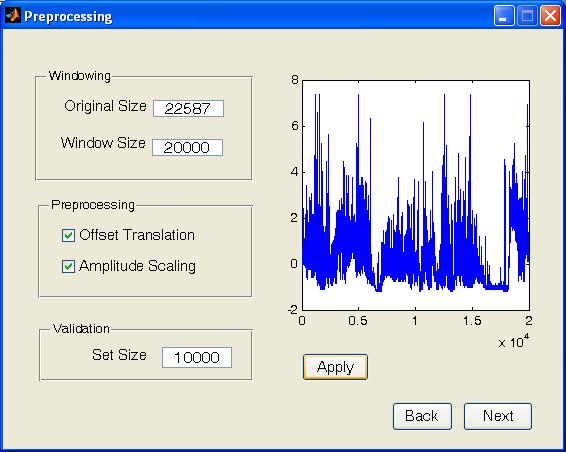 Preprocessing
Windowing
Original Size 22587
Window Size 20000
Preprocessing
Offset Translation
Amplitude Scaling
Validation
Set Size 10000
8
6
4
2
0
-2
0 0.5 1 1.5 2
x 10^4
Apply
Back Next